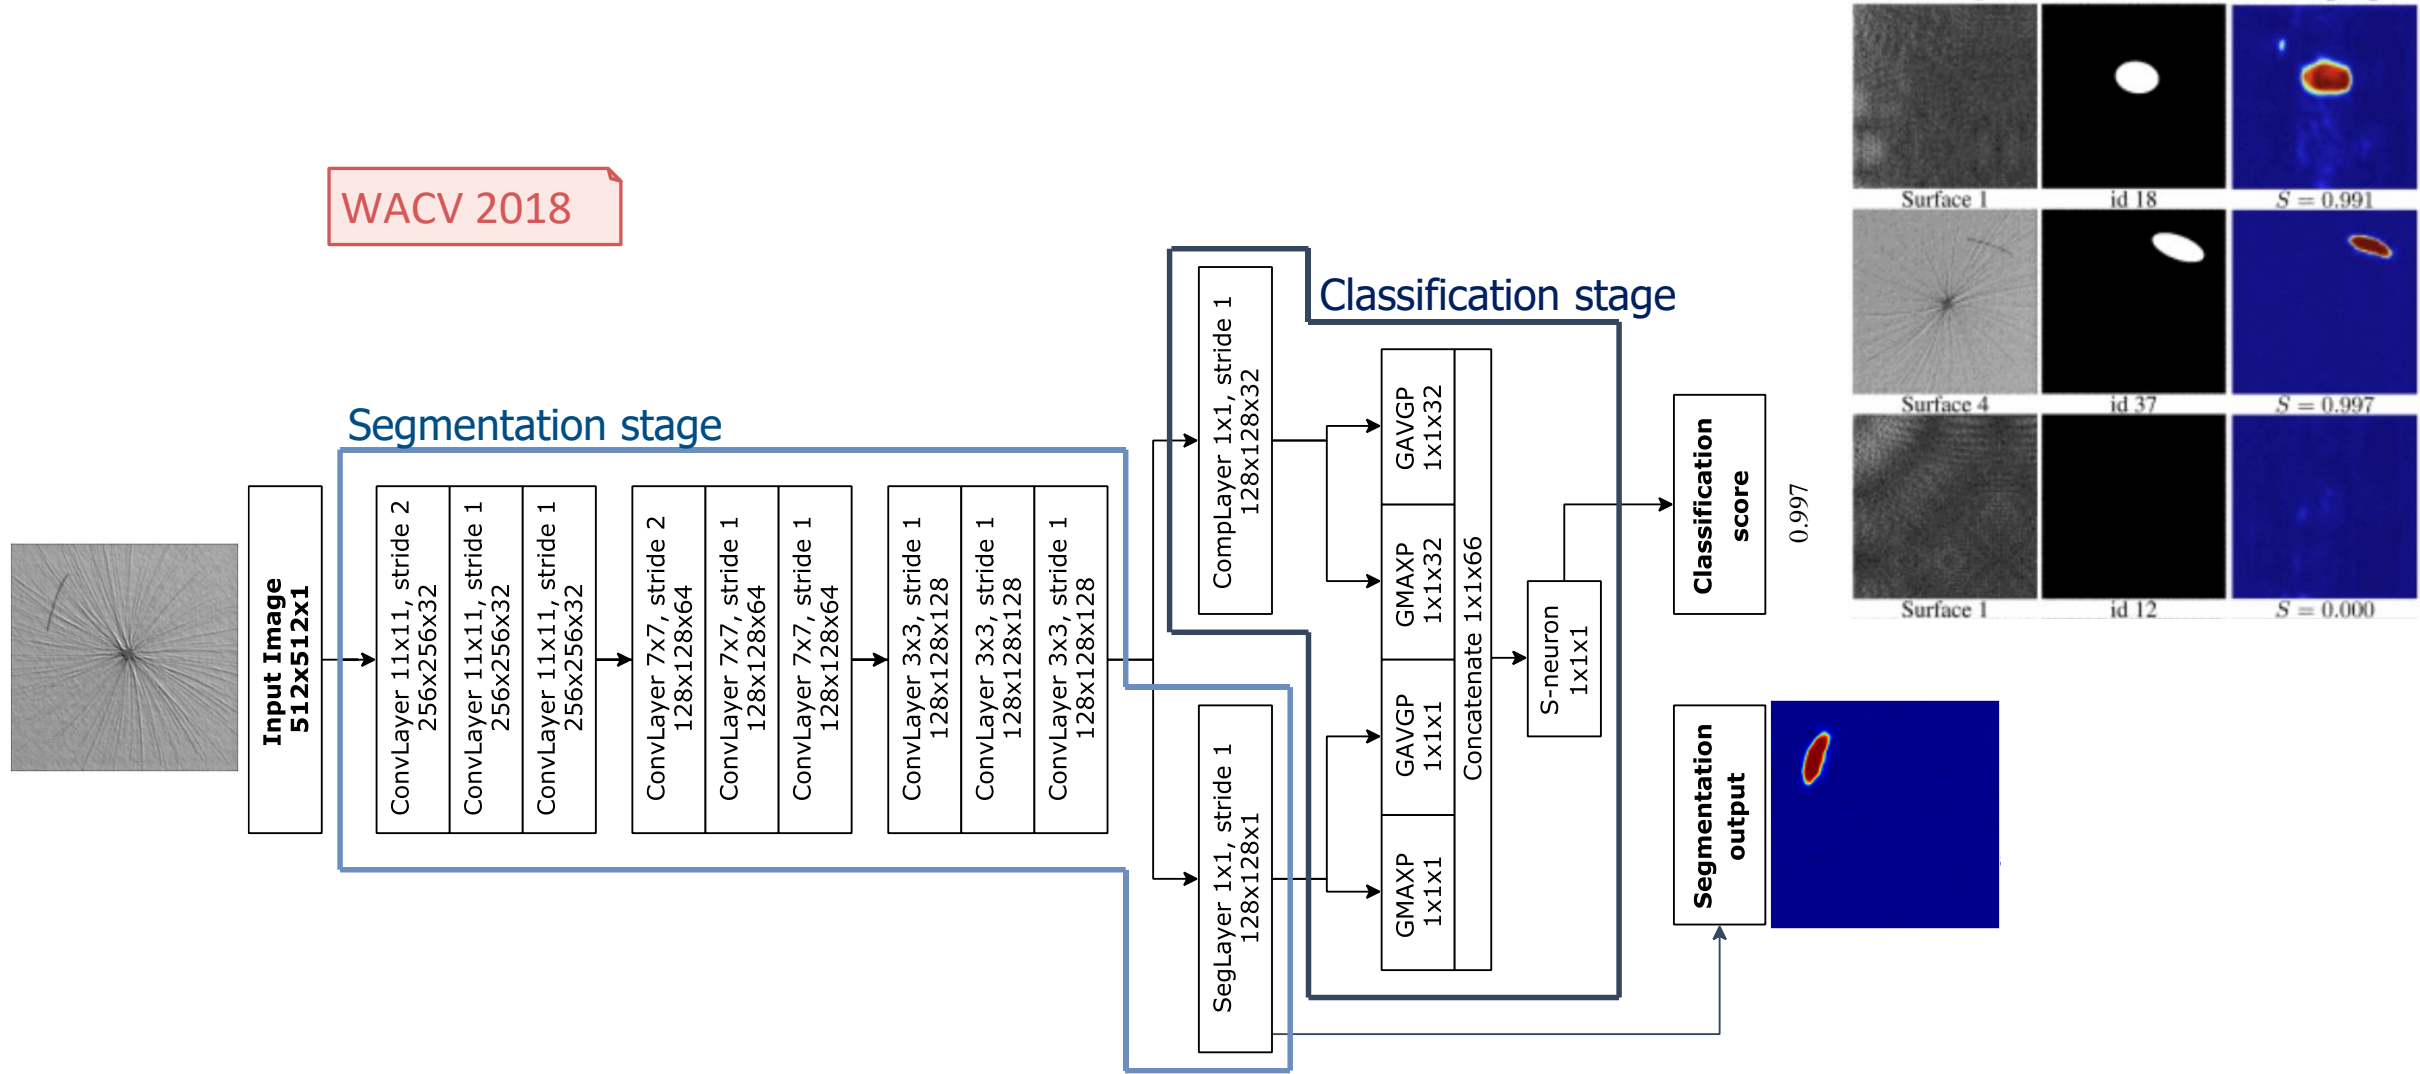 WACV 2018
Segmentation stage
Classification stage
Input Image
512x512x1
ConvLayer 11x11, stride 2
256x256x32
ConvLayer 11x11, stride 1
256x256x32
ConvLayer 11x11, stride 1
256x256x32
ConvLayer 7x7, stride 2
128x128x64
ConvLayer 7x7, stride 1
128x128x64
ConvLayer 7x7, stride 1
128x128x64
ConvLayer 3x3, stride 1
128x128x128
ConvLayer 3x3, stride 1
128x128x128
ConvLayer 3x3, stride 1
128x128x128
CompLayer 1x1, stride 1
128x128x32
SegLayer 1x1, stride 1
128x128x1
GAVGP
1x1x32
GMAXP
1x1x32
GAVGP
1x1x1
GMAXP
1x1x1
Concatenate 1x1x66
S-neuron
1x1x1
Classification
score
0.997
Segmentation
output
Surface 1 id 18 S = 0.991
Surface 4 id 37 S = 0.997
Surface 1 id 12 S = 0.000